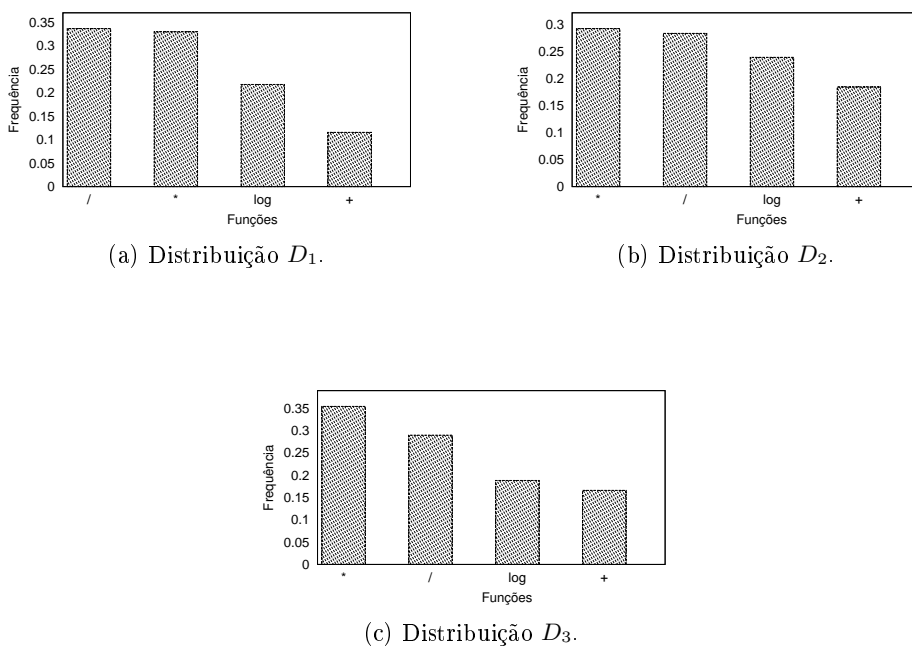 0.35
0.3
0.25
0.2
0.15
0.1
0.05
0
Frequência
/ * log +
Funções
(a) Distribuição D1.
0.3
0.25
0.2
0.15
0.1
0.05
0
Frequência
* / log +
Funções
(b) Distribuição D2.
0.35
0.3
0.25
0.2
0.15
0.1
0.05
0
Frequência
* / log +
Funções
(c) Distribuição D3.